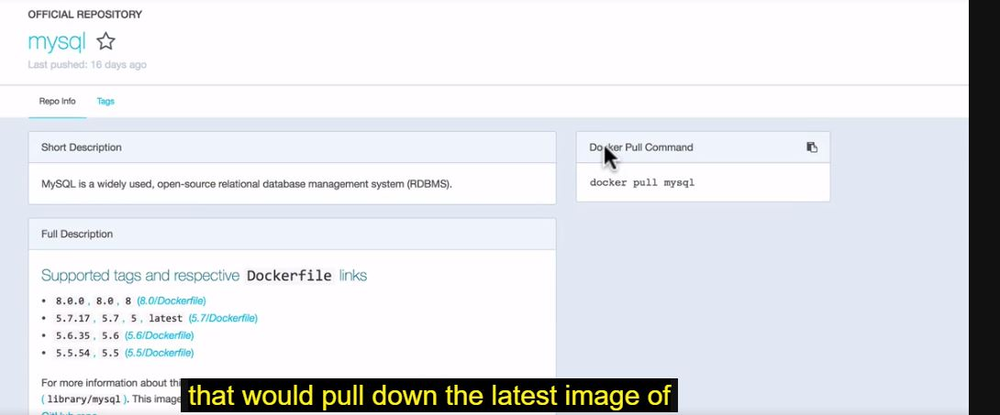 OFFICIAL REPOSITORY
mysql
Last pushed: 16 days ago
Repo Info Tags
Short Description
MySQL is a widely used, open-source relational database management system (RDBMS).
Docker Pull Command
docker pull mysql
Full Description
Supported tags and respective Dockerfile links
• 8.0.0, 8.0, 8 (8.0/Dockerfile)
• 5.7.17, 5.7, 5, latest (5.7/Dockerfile)
• 5.6.35, 5.6 (5.6/Dockerfile)
• 5.5.54, 5.5 (5.5/Dockerfile)
For more information about
(library/mysql). This image
that would pull down the latest image of